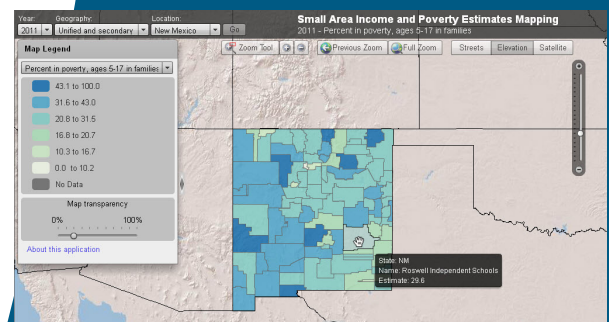 Year: Geography: Location:
2011 Unified and secondary New Mexico Go
Small Area Income and Poverty Estimates Mapping
2011 - Percent in poverty, ages 5-17 in families
Zoom Tool Prevous Zoom Full Zoom Streets Elevation Satellite
Map Legend
Percent in poverty, ages 5-17 in families
43.1 to 100.0
31.6 to 43.0
20.8 to 31.5
16.8 to 20.7
10.3 to 16.7
0.0 to 10.2
No Data
Map transparency
0% 100%
About this application
State: NM
Name: Roswell Independent Schools
Estimate: 29.6